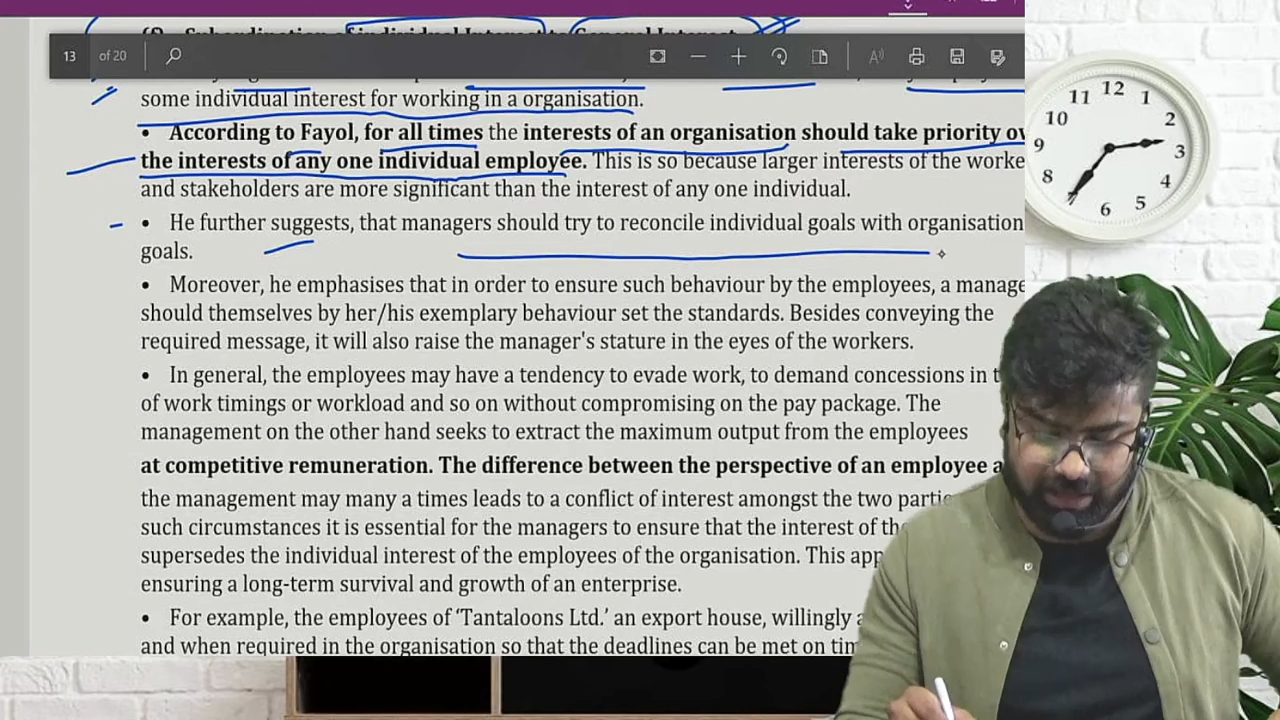 13 of 20
some individual interest for working in a organisation.
• According to Fayol, for all times the interests of an organisation should take priority
the interests of any one individual employee. This is so because larger interests of the
and stakeholders are more significant than the interest of any one individual.
• He further suggests, that managers should try to reconcile individual goals with organisation
goals.
• Moreover, he emphasises that in order to ensure such behaviour by the employees, a
should themselves by her/his exemplary behaviour set the standards. Besides conveying the
required message, it will also raise the manager's stature in the eyes of the workers.
• In general, the employees may have a tendency to evade work, to demand concessions in
of work timings or workload and so on without compromising on the pay package. The
management on the other hand seeks to extract the maximum output from the employees
at competitive remuneration. The difference between the perspective of an employee
the management may many a times leads to a conflict of interest amongst the two
such circumstances it is essential for the managers to ensure that the interest of
supersedes the individual interest of the employees of the organisation. This
ensuring a long-term survival and growth of an enterprise.
• For example, the employees of 'Tantaloons Ltd.' an export house, willingly
and when required in the organisation so that the deadlines can be met on
12
1
2
3
4
5
6
8
9
10
11